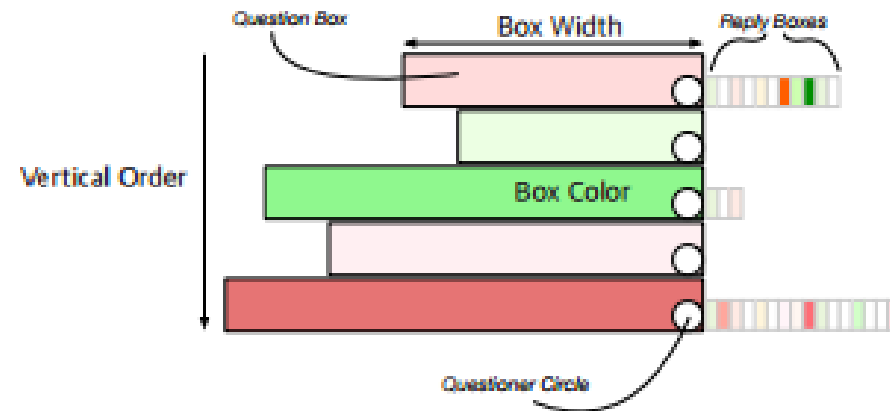 Question Box
Box Width
Reply Boxes
Vertical Order
Box Color
Questioner Circle